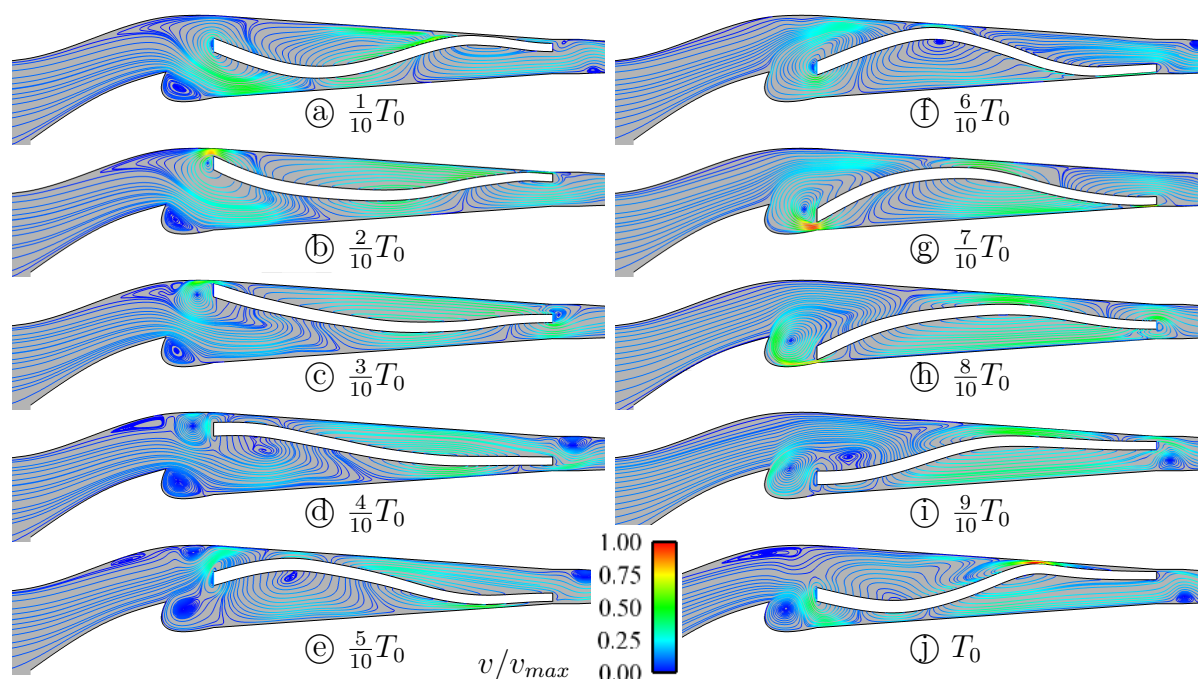 ⓐ 1/10 T₀
ⓕ 6/10 T₀
ⓑ 2/10 T₀
ⓖ 7/10 T₀
ⓒ 3/10 T₀
ⓗ 8/10 T₀
ⓓ 4/10 T₀
ⓘ 9/10 T₀
ⓔ 5/10 T₀
ⓙ T₀
v/vmax
1.00
0.75
0.50
0.25
0.00